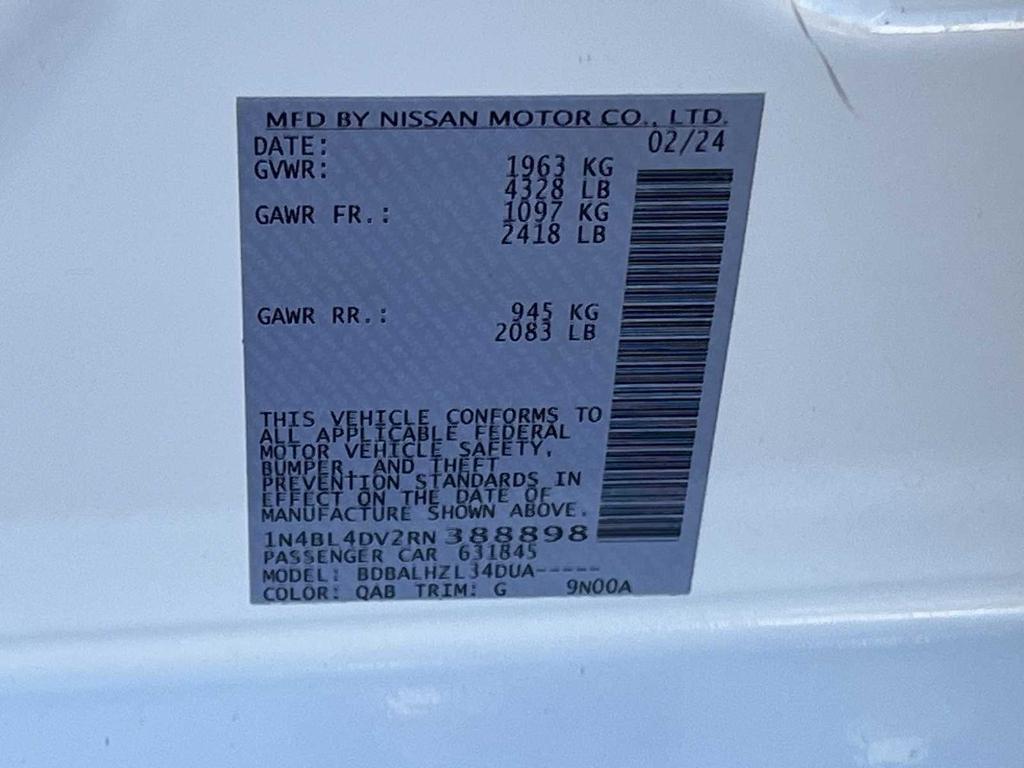 MFD BY NISSAN MOTOR CO., LTD.
DATE: 02/24
GVWR: 1963 KG
4328 LB
GAWR FR.: 1097 KG
2418 LB
GAWR RR.: 945 KG
2083 LB
THIS VEHICLE CONFORMS TO
ALL APPLICABLE FEDERAL
MOTOR VEHICLE SAFETY,
BUMPER, AND THEFT
PREVENTION STANDARDS IN
EFFECT ON THE DATE OF
MANUFACTURE SHOWN ABOVE.
1N4BL4DV2RN388898
PASSENGER CAR 631845
MODEL: BDBALHZL34DUA-----
COLOR: QAB TRIM: G 9N00A